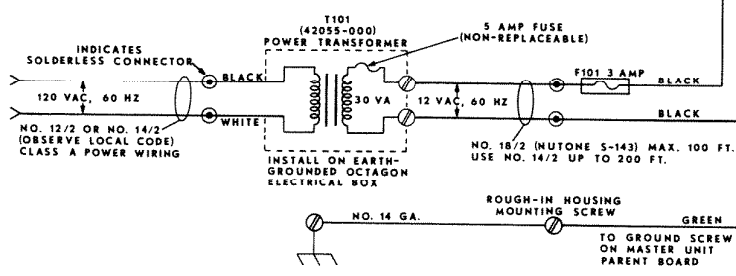 T101
(42055-000)
POWER TRANSFORMER
5 AMP FUSE
(NON-REPLACEABLE)
INDICATES
SOLDERLESS CONNECTOR
BLACK
F101 3 AMP
BLACK
120 VAC, 60 HZ
30 VA
12 VAC, 60 HZ
WHITE
BLACK
NO. 12/2 OR NO. 14/2
(OBSERVE LOCAL CODE)
CLASS A POWER WIRING
INSTALL ON EARTH-
GROUNDED OCTAGON
ELECTRICAL BOX
NO. 18/2 (NUTONE S-143) MAX. 100 FT.
USE NO. 14/2 UP TO 200 FT.
NO. 14 GA.
ROUGH-IN HOUSING
MOUNTING SCREW
GREEN
TO GROUND SCREW
ON MASTER UNIT
PARENT BOARD